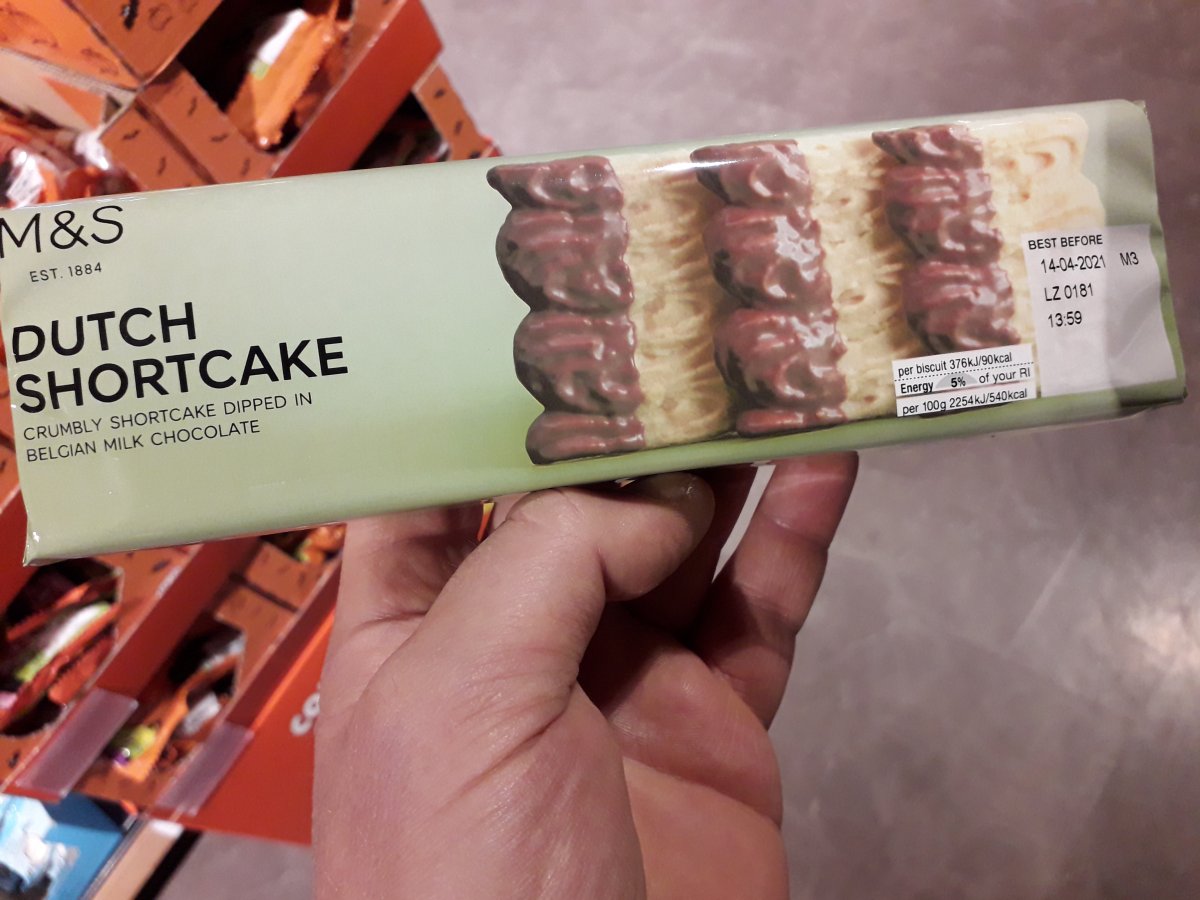 M&S
EST. 1884
DUTCH
SHORTCAKE
CRUMBLY SHORTCAKE DIPPED IN
BELGIAN MILK CHOCOLATE
BEST BEFORE
14-04-2021 M3
LZ 0181
13:59
per biscuit 376kJ/90kcal
Energy 5% of your RI
per 100g 2254kJ/540kcal